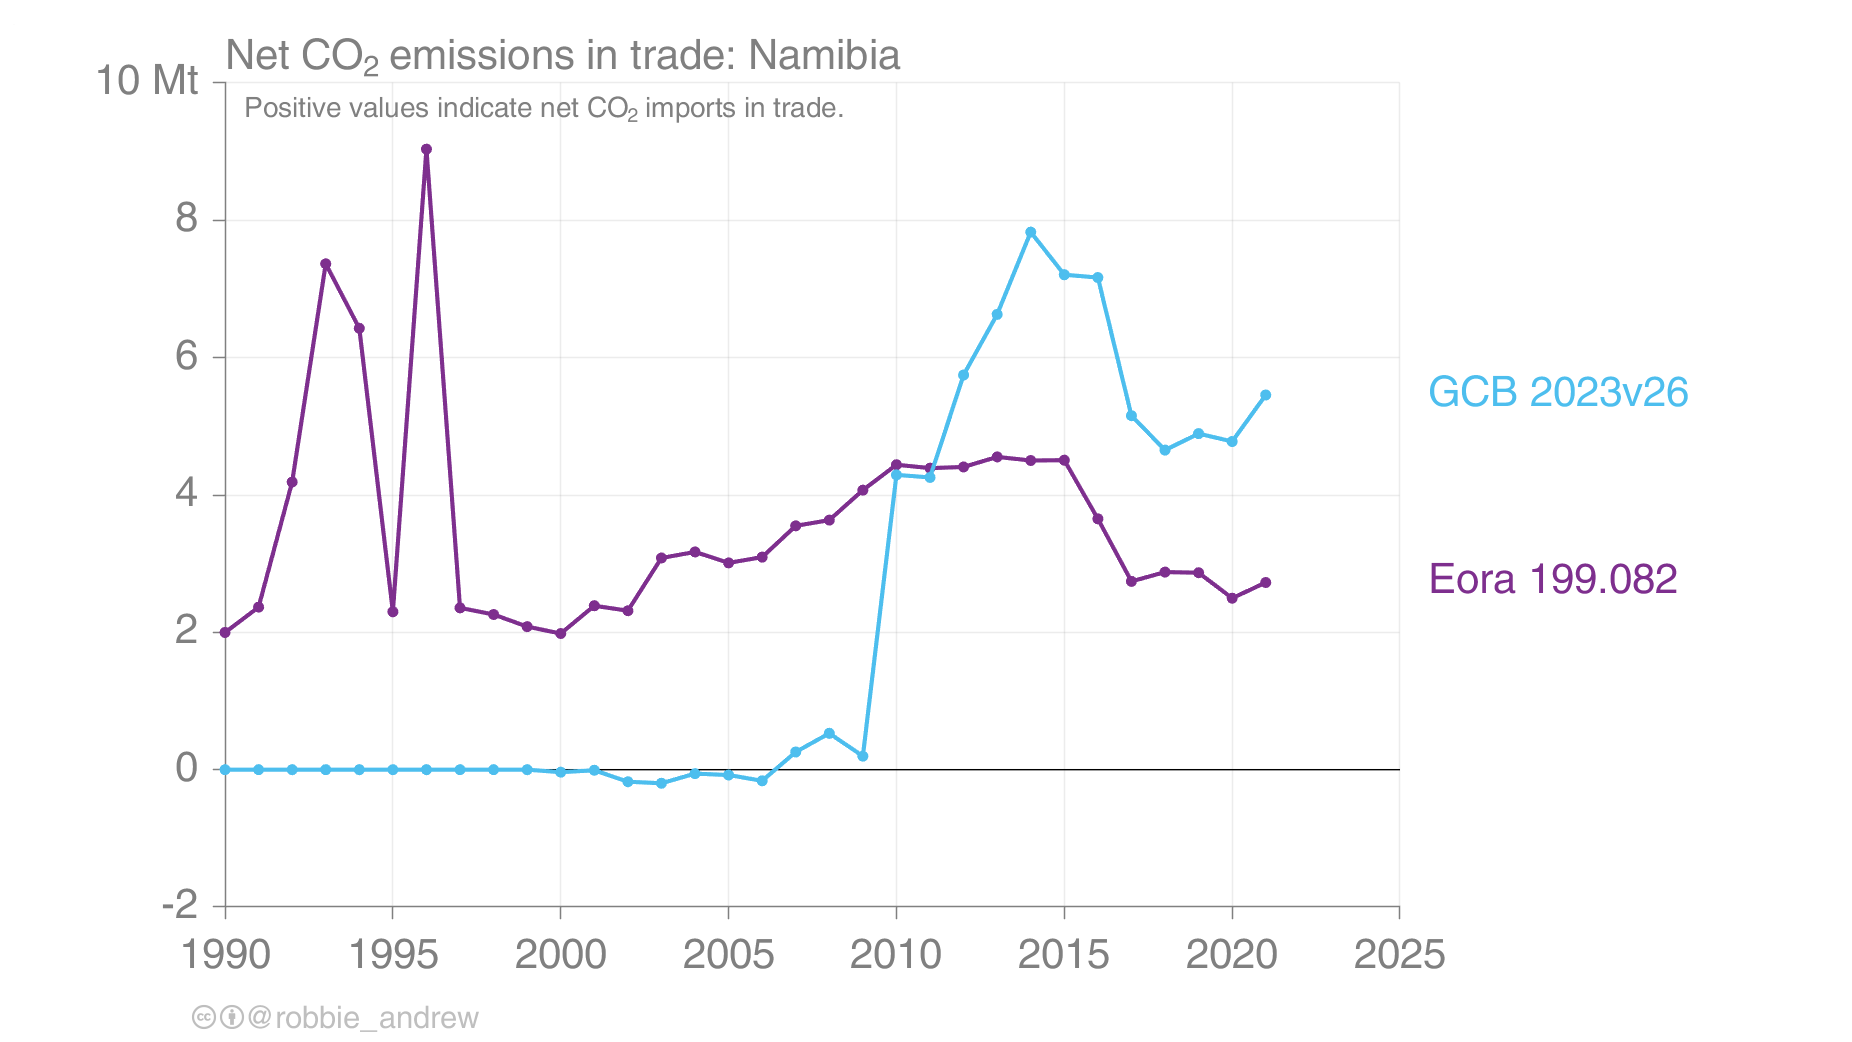 Net CO₂ emissions in trade: Namibia
10 Mt
Positive values indicate net CO₂ imports in trade.
8
6
GCB 2023v26
4
Eora 199.082
2
0
-2
1990 1995 2000 2005 2010 2015 2020 2025
@robbie_andrew